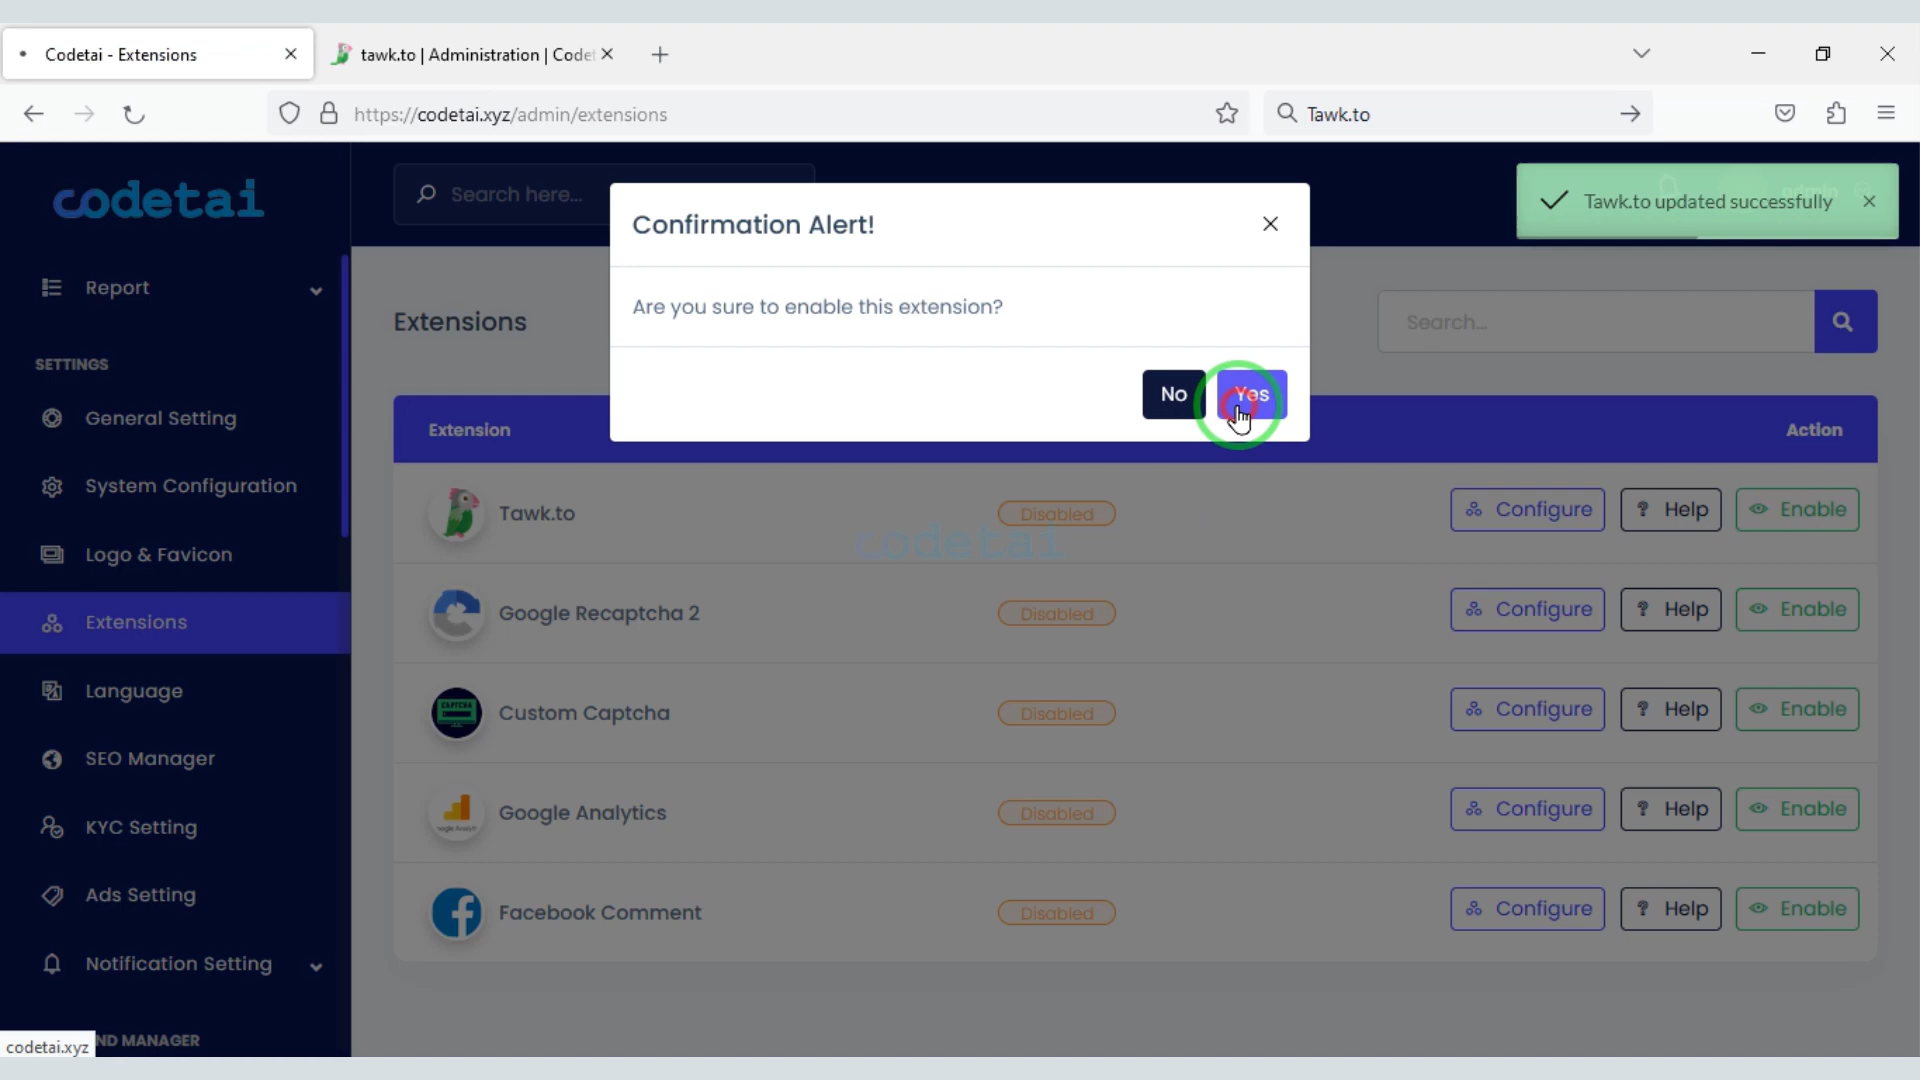 Codetai - Extensions
tawk.to | Administration | Codet
https://codetai.xyz/admin/extensions
Tawk.to
codetai
Search here...
Tawk.to updated successfully
Confirmation Alert!
Are you sure to enable this extension?
No
Yes
Report
SETTINGS
General Setting
System Configuration
Logo & Favicon
Extensions
Language
SEO Manager
KYC Setting
Ads Setting
Notification Setting
ND MANAGER
codetai.xyz
Extensions
Search...
Extension
Action
Tawk.to
Disabled
Configure
? Help
Enable
codetai
Google Recaptcha 2
Disabled
Configure
? Help
Enable
CAPTCHA
Custom Captcha
Disabled
Configure
? Help
Enable
Google Analytics
Disabled
Configure
? Help
Enable
Facebook Comment
Disabled
Configure
? Help
Enable